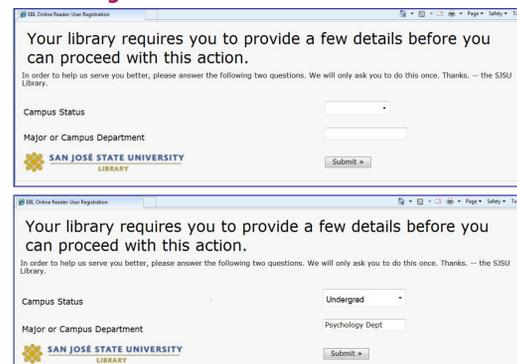 EBL Online Reader: User Registration
Page Safety
Your library requires you to provide a few details before you
can proceed with this action.
In order to help us serve you better, please answer the following two questions. We will only ask you to do this once. Thanks. -- the SJSU
Library.
Campus Status
Major or Campus Department
SAN JOSÉ STATE UNIVERSITY
LIBRARY
Submit »
EBL Online Reader: User Registration
Page Safety
Your library requires you to provide a few details before you
can proceed with this action.
In order to help us serve you better, please answer the following two questions. We will only ask you to do this once. Thanks. -- the SJSU
Library.
Campus Status Undergrad
Major or Campus Department Psychology Dept
SAN JOSÉ STATE UNIVERSITY
LIBRARY
Submit »